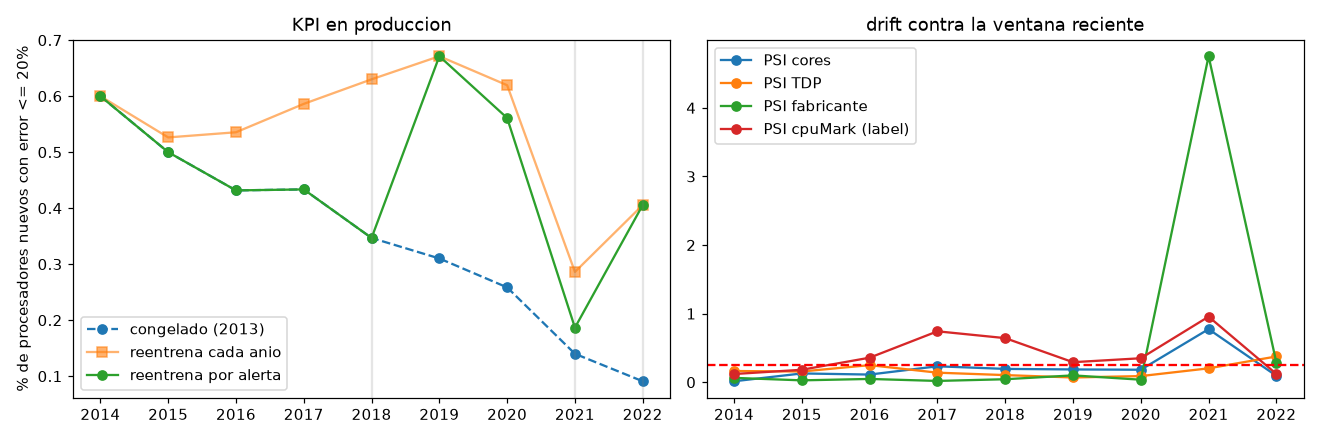 KPI en produccion
% de procesadores nuevos con error <= 20%
0.7
0.6
0.5
0.4
0.3
0.2
0.1
congelado (2013)
reentrena cada anio
reentrena por alerta
2014 2015 2016 2017 2018 2019 2020 2021 2022
drift contra la ventana reciente
4
3
2
1
0
PSI cores
PSI TDP
PSI fabricante
PSI cpuMark (label)
2014 2015 2016 2017 2018 2019 2020 2021 2022